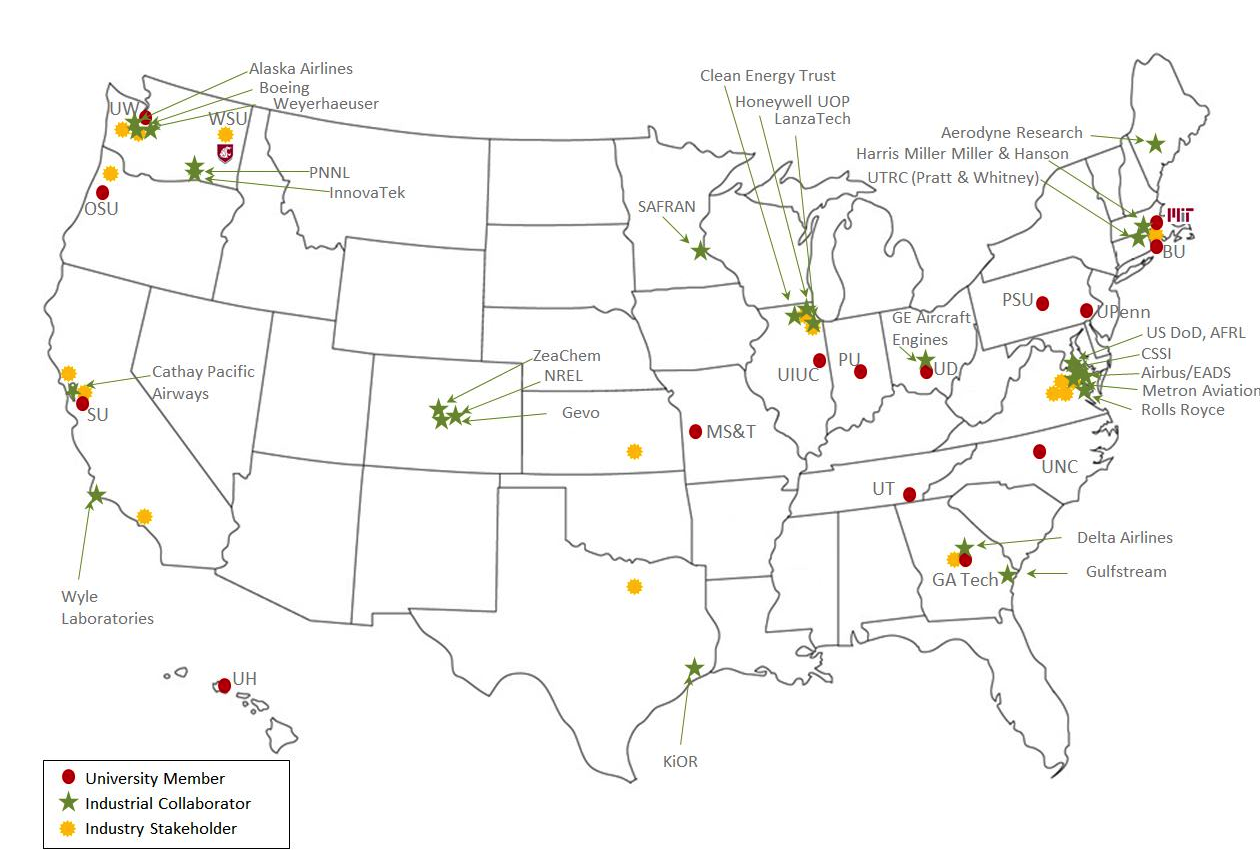 Alaska Airlines
Boeing
Weyerhaeuser
UW
WSU
PNNL
InnovaTek
OSU
Clean Energy Trust
Honeywell UOP
LanzaTech
SAFRAN
Aerodyne Research
Harris Miller Miller & Hanson
UTRC (Pratt & Whitney)
MIT
BU
PSU
UPenn
GE Aircraft
Engines
US DoD, AFRL
CSSI
Airbus/EADS
Metron Aviation
Rolls Royce
UIUC
PU
UD
Cathay Pacific
Airways
SU
ZeaChem
NREL
Gevo
MS&T
UNC
UT
Delta Airlines
GA Tech
Gulfstream
Wyle
Laboratories
UH
KiOR
University Member
Industrial Collaborator
Industry Stakeholder